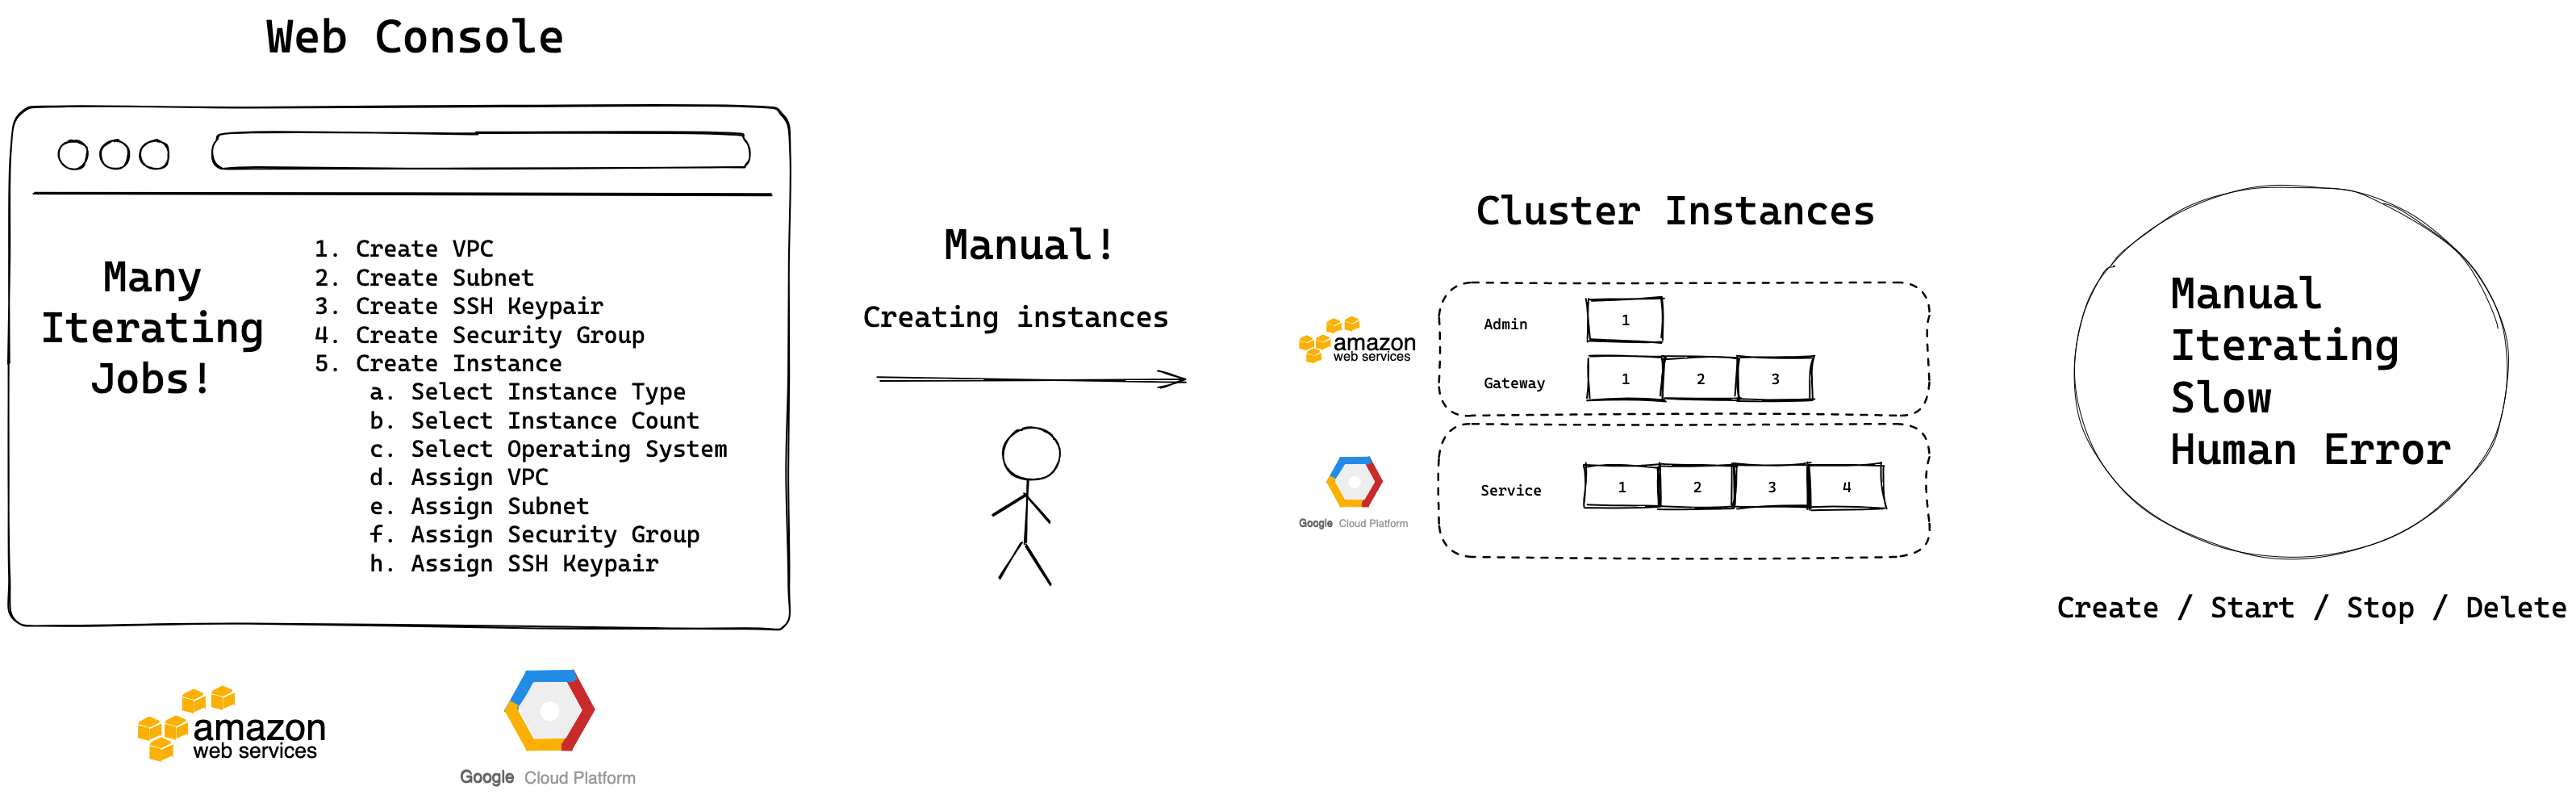 Web Console
Many
Iterating
Jobs!
1. Create VPC
2. Create Subnet
3. Create SSH Keypair
4. Create Security Group
5. Create Instance
a. Select Instance Type
b. Select Instance Count
c. Select Operating System
d. Assign VPC
e. Assign Subnet
f. Assign Security Group
h. Assign SSH Keypair
amazon
web services
Google Cloud Platform
Manual!
Creating instances
Cluster Instances
amazon
web services
Admin 1
Gateway 1 2 3
Google Cloud Platform
Service 1 2 3 4
Manual
Iterating
Slow
Human Error
Create / Start / Stop / Delete